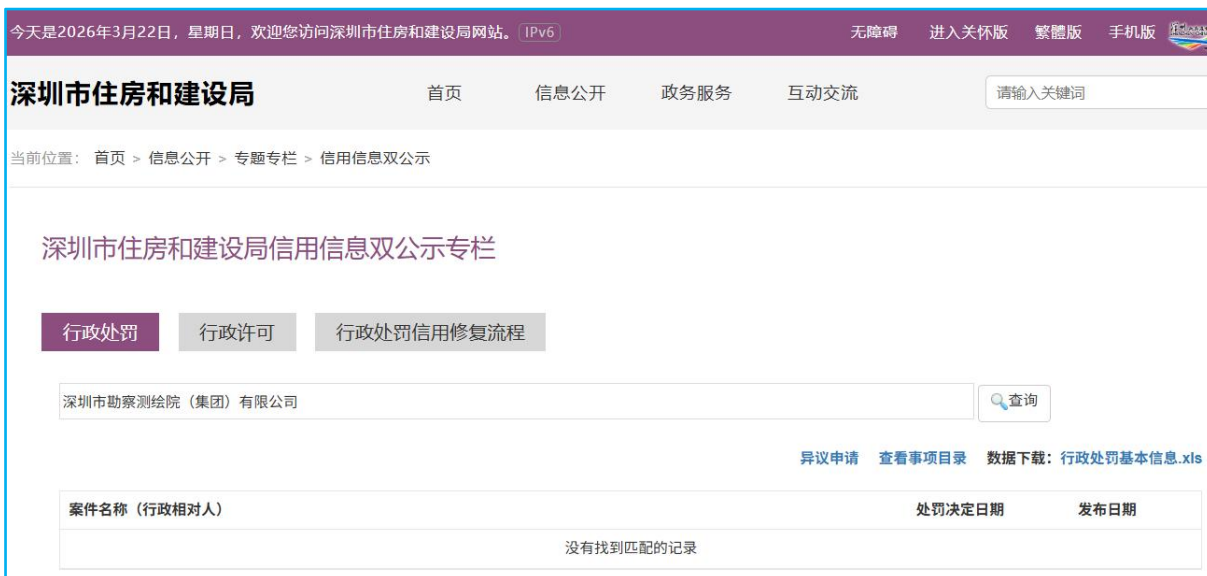 今天是2026年3月22日，星期日，欢迎您访问深圳市住房和建设局网站。 IPv6 无障碍 进入关怀版 繁體版 手机版
深圳市住房和建设局 首页 信息公开 政务服务 互动交流 请输入关键词
当前位置： 首页 > 信息公开 > 专题专栏 > 信用信息双公示
深圳市住房和建设局信用信息双公示专栏
行政处罚 行政许可 行政处罚信用修复流程
深圳市勘察测绘院（集团）有限公司 查询
异议申请 查看事项目录 数据下载：行政处罚基本信息.xls
案件名称（行政相对人） 处罚决定日期 发布日期
没有找到匹配的记录